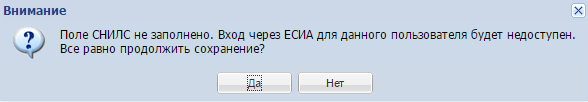 Внимание
Поле СНИЛС не заполнено. Вход через ЕСИА для данного пользователя будет недоступен.
Все равно продолжить сохранение?
Да
Нет